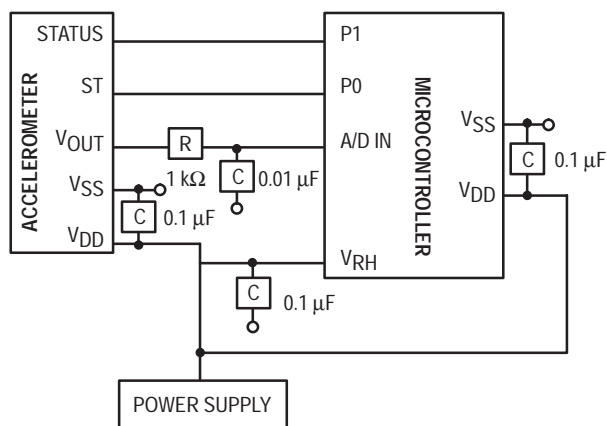 ACCELEROMETER
STATUS
ST
VOUT
VSS
VDD
R
1 kΩ
C
0.01 µF
C
0.1 µF
P1
P0
A/D IN
VRH
MICROCONTROLLER
VSS
VDD
C
0.1 µF
C
0.1 µF
POWER SUPPLY